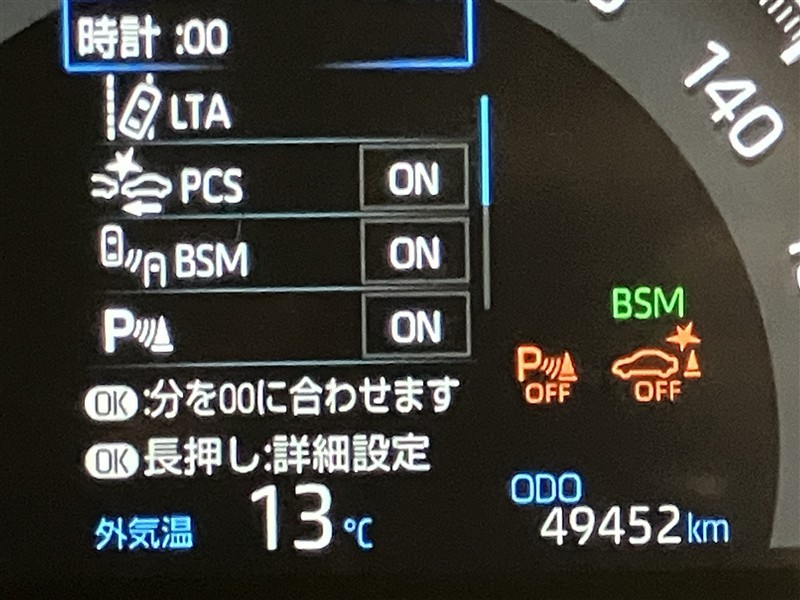 時計 :00
LTA
PCS ON
BSM ON
P ON
OK:分を00に合わせます
OK長押し:詳細設定
外気温 13℃
140
BSM
P OFF
OFF
ODO
49452km